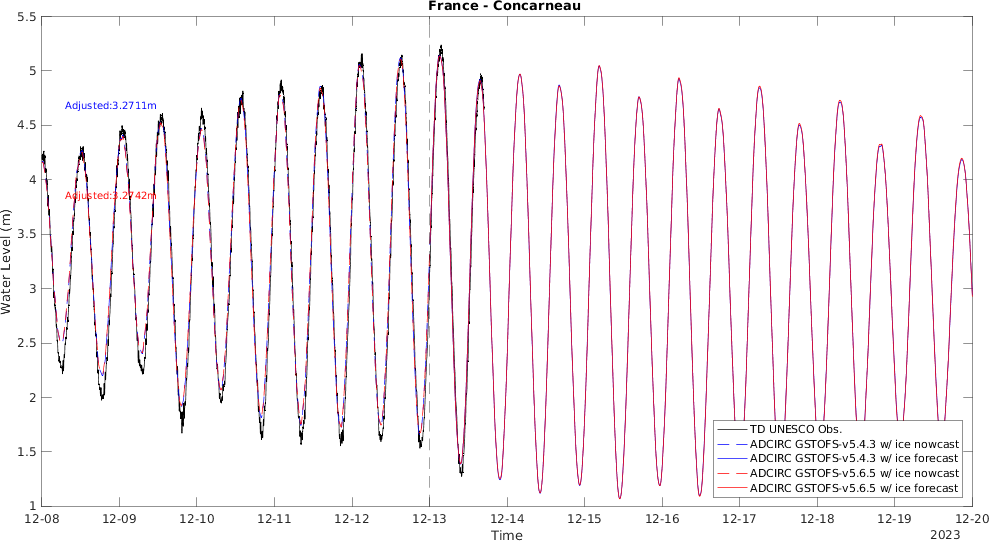 France - Concarneau
5.5
5
4.5
4
3.5
3
2.5
2
1.5
1
Water Level (m)
Adjusted:3.2711m
Adjusted:3.2742m
TD UNESCO Obs.
ADCIRC GSTOFS-v5.4.3 w/ ice nowcast
ADCIRC GSTOFS-v5.4.3 w/ ice forecast
ADCIRC GSTOFS-v5.6.5 w/ ice nowcast
ADCIRC GSTOFS-v5.6.5 w/ ice forecast
12-08 12-09 12-10 12-11 12-12 12-13 12-14 12-15 12-16 12-17 12-18 12-19 12-20
Time
2023